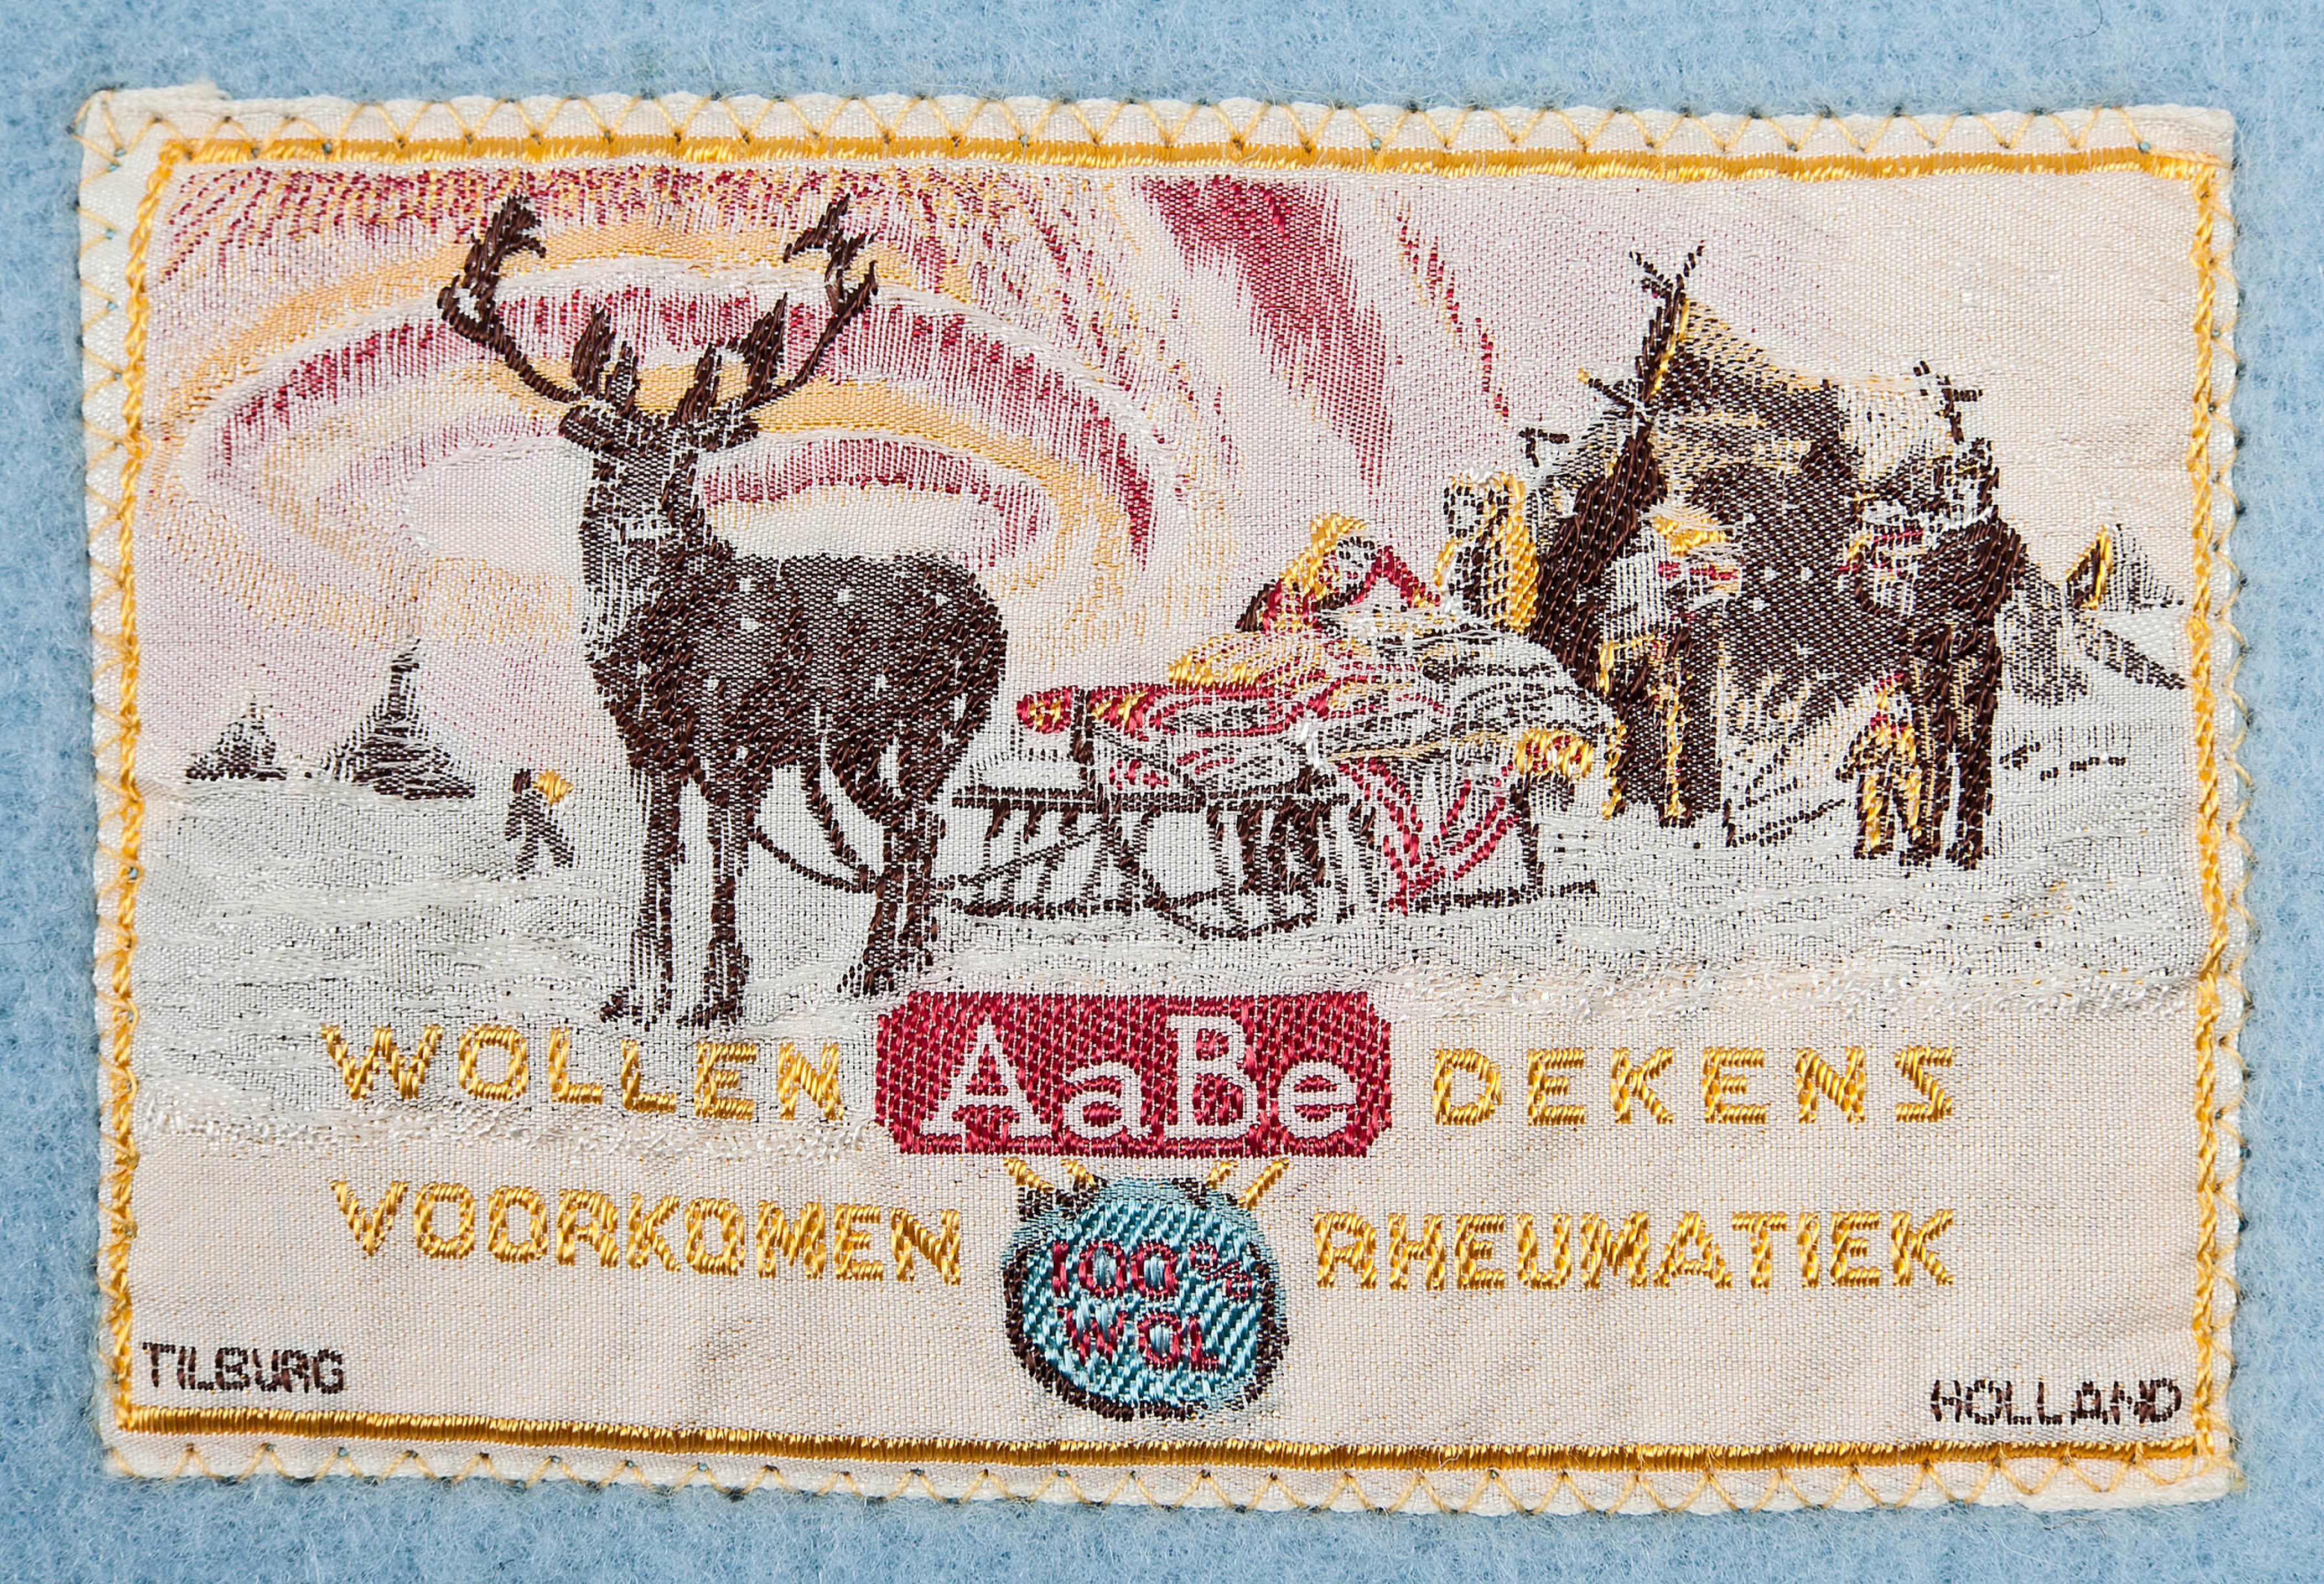 WOLLEN AaBe DEKENS
VOORKOMEN RHEUMATIEK
100% WOL
TILBURG
HOLLAND